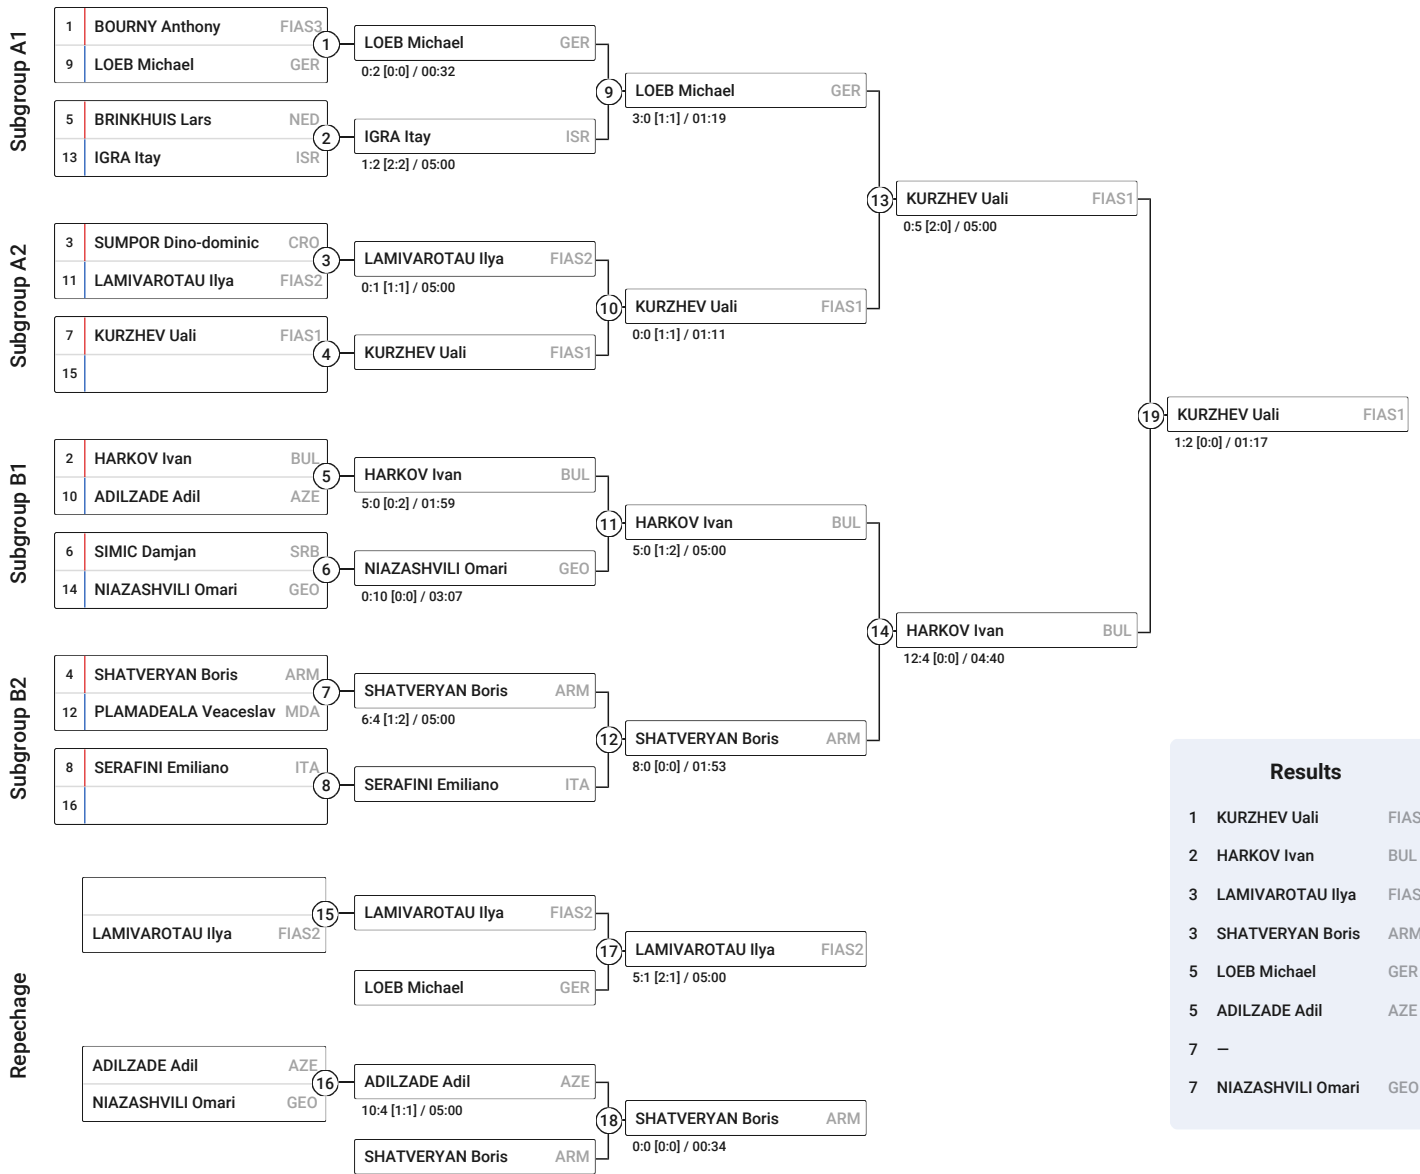 Subgroup A1
1 BOURNY Anthony FIAS3
9 LOEB Michael GER
1
LOEB Michael GER
0:2 [0:0] / 00:32
5 BRINKHUIS Lars NED
13 IGRA Itay ISR
2
IGRA Itay ISR
1:2 [2:2] / 05:00
9
LOEB Michael GER
3:0 [1:1] / 01:19
Subgroup A2
3 SUMPOR Dino-dominic CRO
11 LAMIVAROTAU Ilya FIAS2
3
LAMIVAROTAU Ilya FIAS2
0:1 [1:1] / 05:00
7 KURZHEV Uali FIAS1
15
4
KURZHEV Uali FIAS1
10
KURZHEV Uali FIAS1
0:0 [1:1] / 01:11
13
KURZHEV Uali FIAS1
0:5 [2:0] / 05:00
Subgroup B1
2 HARKOV Ivan BUL
10 ADILZADE Adil AZE
5
HARKOV Ivan BUL
5:0 [0:2] / 01:59
6 SIMIC Damjan SRB
14 NIAZASHVILI Omari GEO
6
NIAZASHVILI Omari GEO
0:10 [0:0] / 03:07
11
HARKOV Ivan BUL
5:0 [1:2] / 05:00
Subgroup B2
4 SHATVERYAN Boris ARM
12 PLAMADEALA Veaceslav MDA
7
SHATVERYAN Boris ARM
6:4 [1:2] / 05:00
8 SERAFINI Emiliano ITA
16
8
SERAFINI Emiliano ITA
12
SHATVERYAN Boris ARM
8:0 [0:0] / 01:53
14
HARKOV Ivan BUL
12:4 [0:0] / 04:40
19
KURZHEV Uali FIAS1
1:2 [0:0] / 01:17
Repechage
LAMIVAROTAU Ilya FIAS2
15
LAMIVAROTAU Ilya FIAS2
LOEB Michael GER
17
LAMIVAROTAU Ilya FIAS2
5:1 [2:1] / 05:00
ADILZADE Adil AZE
NIAZASHVILI Omari GEO
16
ADILZADE Adil AZE
10:4 [1:1] / 05:00
SHATVERYAN Boris ARM
18
SHATVERYAN Boris ARM
0:0 [0:0] / 00:34
Results
1 KURZHEV Uali FIAS
2 HARKOV Ivan BUL
3 LAMIVAROTAU Ilya FIAS
3 SHATVERYAN Boris ARM
5 LOEB Michael GER
5 ADILZADE Adil AZE
7 —
7 NIAZASHVILI Omari GEO